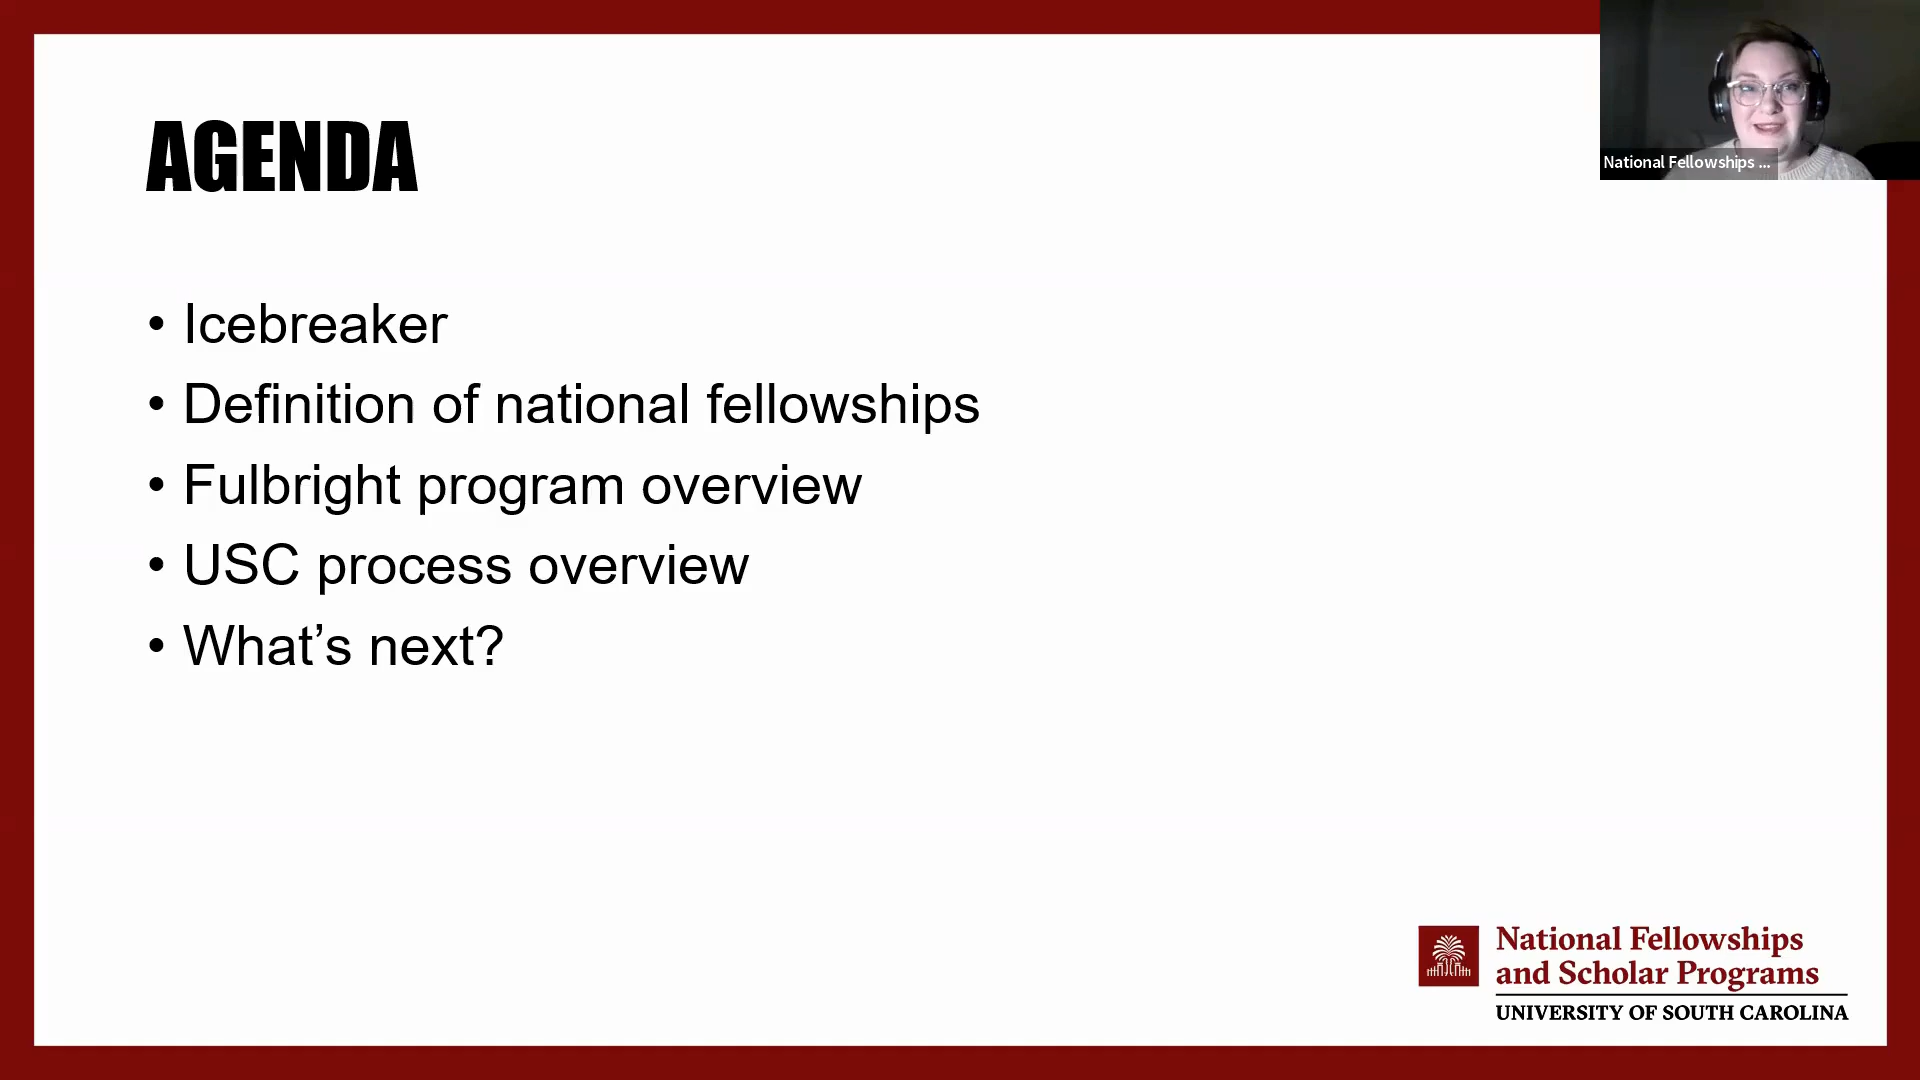 AGENDA
National Fellowships ...
• Icebreaker
• Definition of national fellowships
• Fulbright program overview
• USC process overview
• What’s next?
National Fellowships
and Scholar Programs
UNIVERSITY OF SOUTH CAROLINA